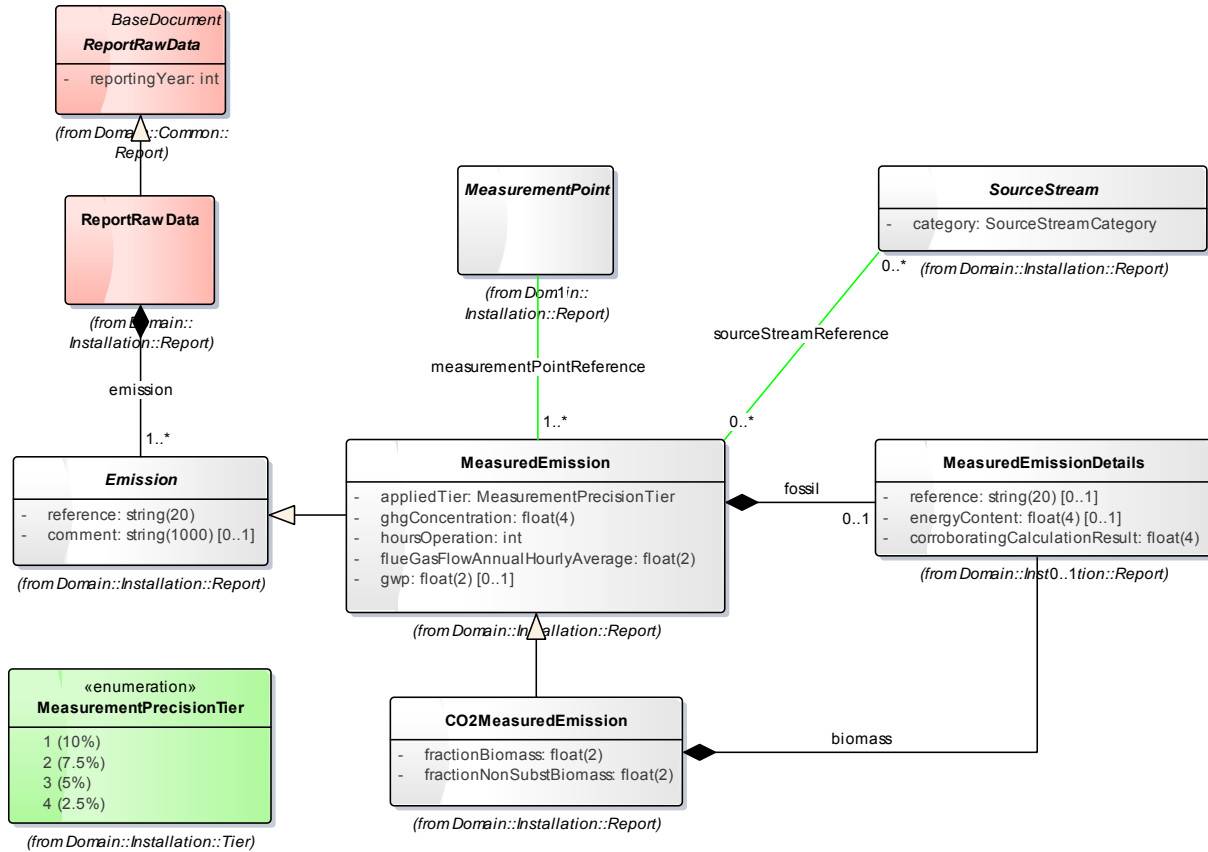 BaseDocument
ReportRawData
- reportingYear: int
(from Domain::Common::
Report)
ReportRawData
(from Domain::
Installation::Report)
emission
1..*
Emission
- reference: string(20)
- comment: string(1000) [0..1]
(from Domain::Installation::Report)
«enumeration»
MeasurementPrecisionTier
1 (10%)
2 (7.5%)
3 (5%)
4 (2.5%)
(from Domain::Installation::Tier)
MeasurementPoint
(from Domain::
Installation::Report)
1
measurementPointReference
1..*
SourceStream
- category: SourceStreamCategory
(from Domain::Installation::Report)
0..*
sourceStreamReference
0..*
MeasuredEmission
- appliedTier: MeasurementPrecisionTier
- ghgConcentration: float(4)
- hoursOperation: int
- flueGasFlowAnnualHourlyAverage: float(2)
- gwp: float(2) [0..1]
(from Domain::Installation::Report)
fossil
0..1
MeasuredEmissionDetails
- reference: string(20) [0..1]
- energyContent: float(4) [0..1]
- corroboratingCalculationResult: float(4)
(from Domain::Installation::Report)
0..1
CO2MeasuredEmission
- fractionBiomass: float(2)
- fractionNonSubstBiomass: float(2)
(from Domain::Installation::Report)
biomass